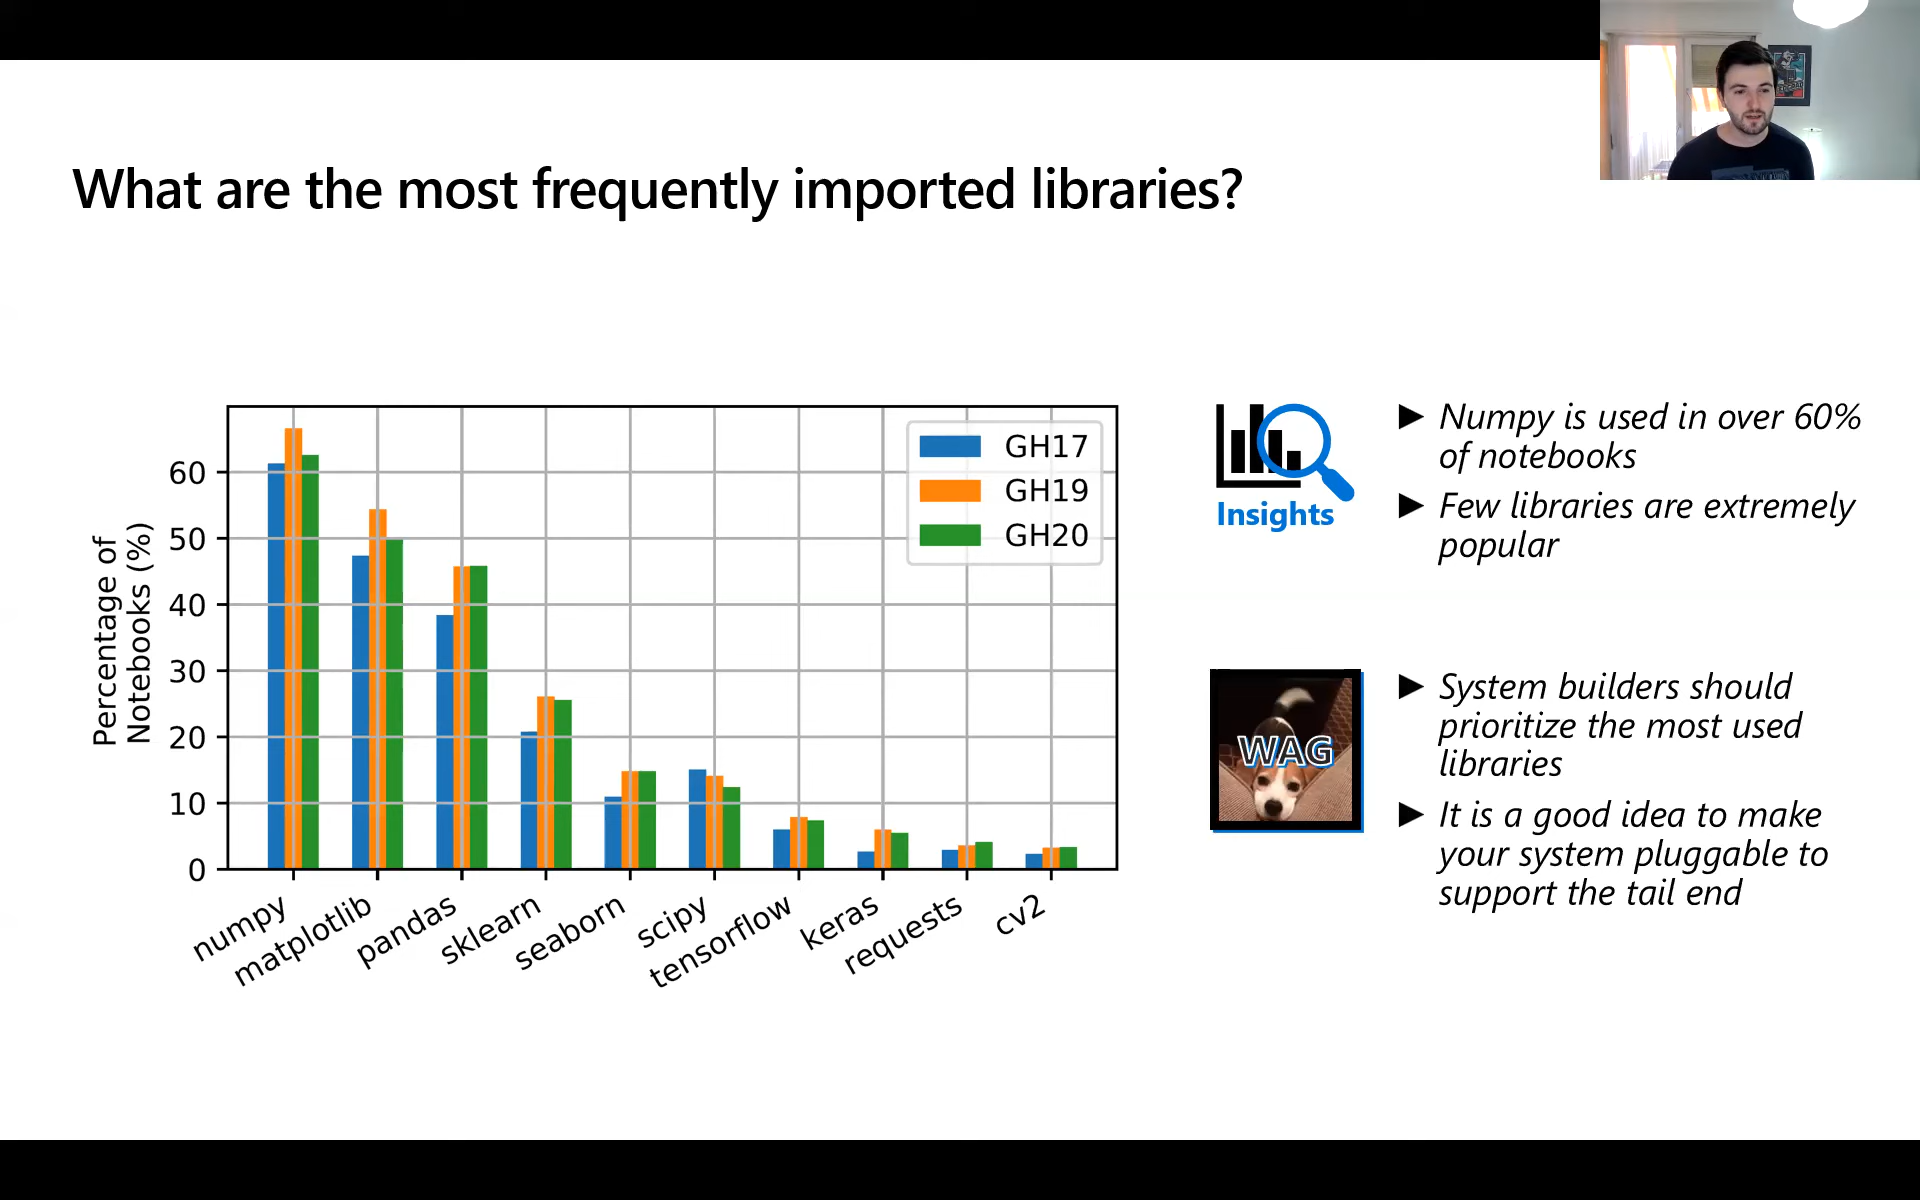 What are the most frequently imported libraries?
Percentage of
Notebooks (%)
60
50
40
30
20
10
0
GH17
GH19
GH20
numpy
matplotlib
pandas
sklearn
seaborn
scipy
tensorflow
keras
requests
cv2
Insights
Numpy is used in over 60%
of notebooks
Few libraries are extremely
popular
WAG
System builders should
prioritize the most used
libraries
It is a good idea to make
your system pluggable to
support the tail end